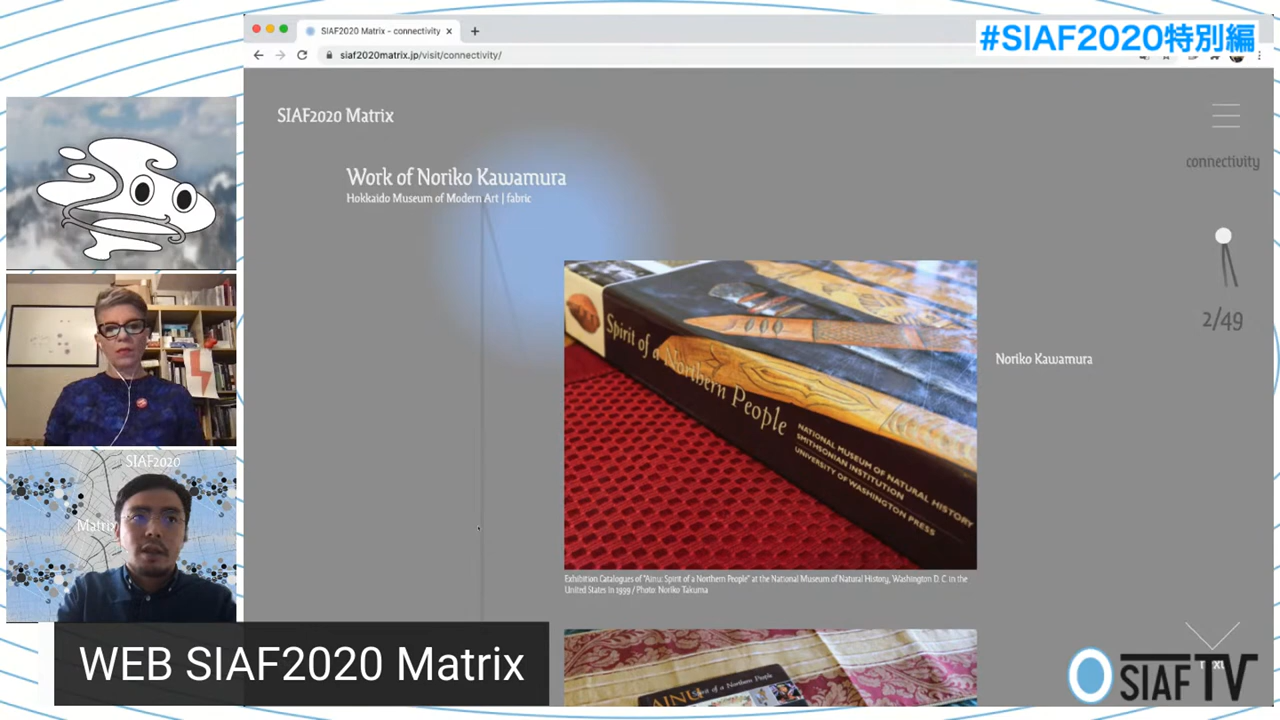 SIAF2020 Matrix - connectivity
#SIAF2020特別編
siaf2020matrix.jp/visit/connectivity/
SIAF2020 Matrix
connectivity
Work of Noriko Kawamura
Hokkaido Museum of Modern Art | fabric
2/49
Spirit of a Northern People
NATIONAL MUSEUM OF NATURAL HISTORY
SMITHSONIAN INSTITUTION
UNIVERSITY OF WASHINGTON PRESS
Noriko Kawamura
SIAF2020
Matrix
Exhibition Catalogues of "Ainu: Spirit of a Northern People" at the National Museum of Natural History, Washington D. C. in the
United States in 1999 / Photo: Noriko Takuma
AINU Spirit of a Northern People
WEB SIAF2020 Matrix
SIAF TV